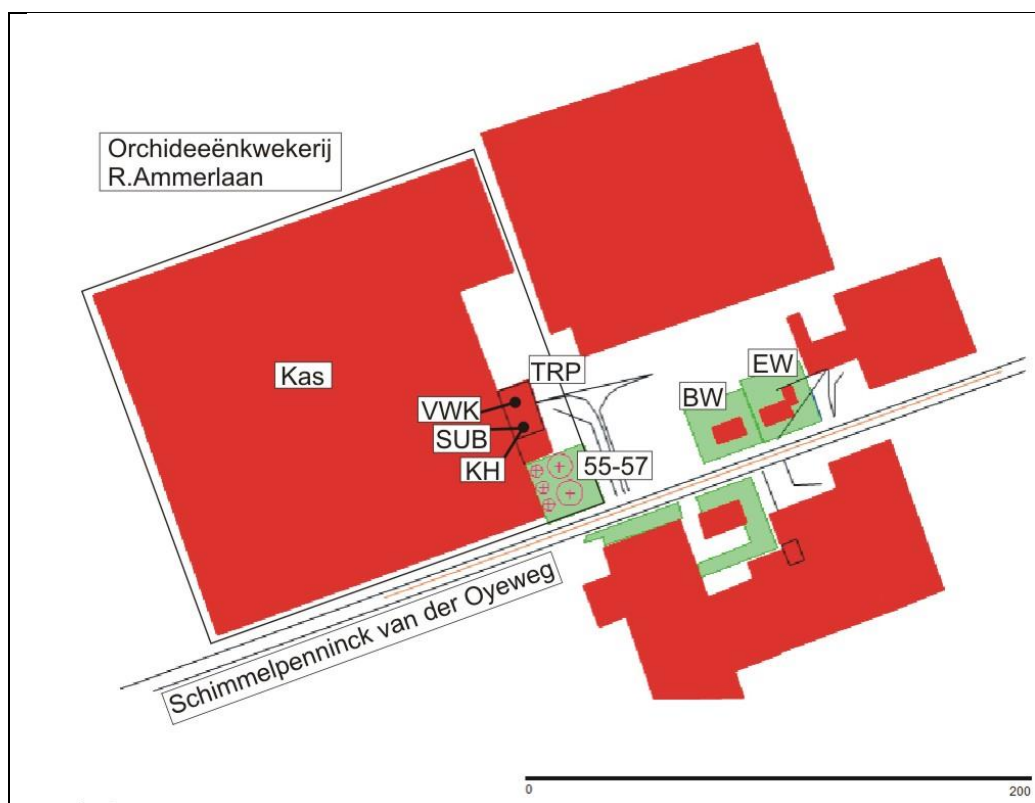 Orchideeënkwekerij
R.Ammerlaan
Kas
TRP
VWK
SUB
KH
55-57
BW
EW
Schimmelpenninck van der Oyeweg
0
200